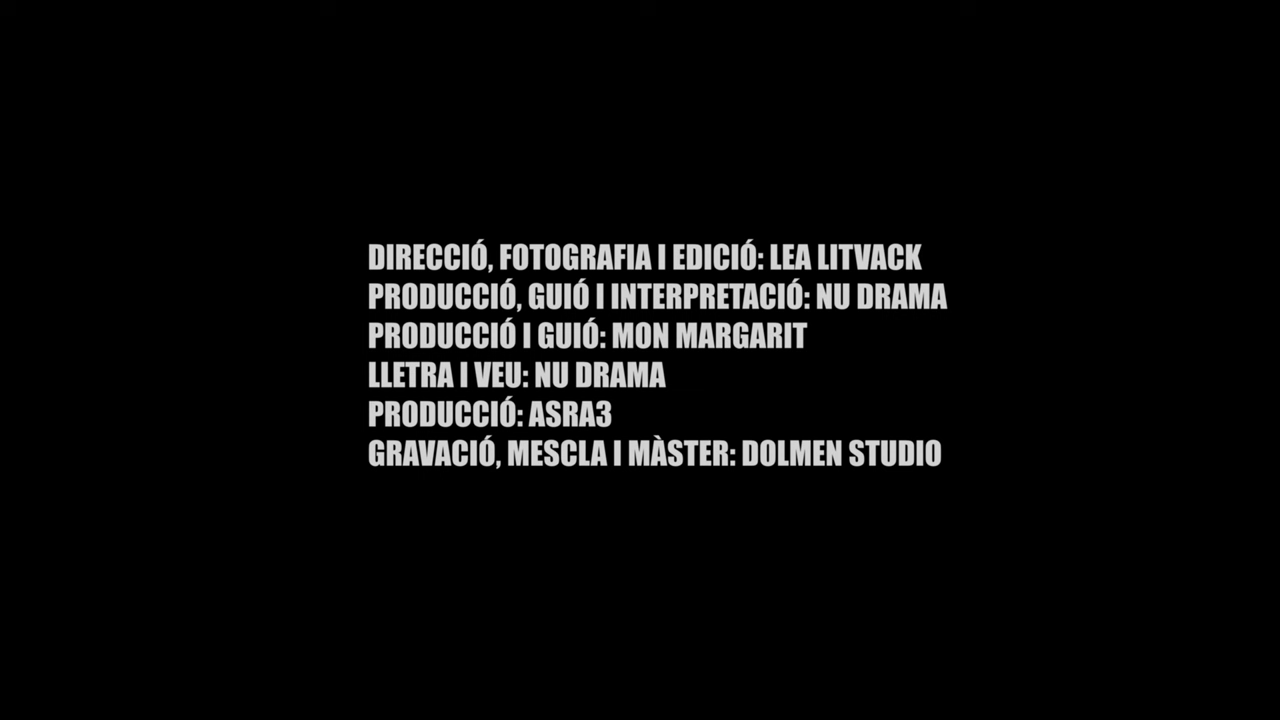 DIRECCIÓ, FOTOGRAFIA I EDICIÓ: LEA LITVACK
PRODUCCIÓ, GUIÓ I INTERPRETACIÓ: NU DRAMA
PRODUCCIÓ I GUIÓ: MON MARGARIT
LLETRA I VEU: NU DRAMA
PRODUCCIÓ: ASRA3
GRAVACIÓ, MESCLA I MÀSTER: DOLMEN STUDIO